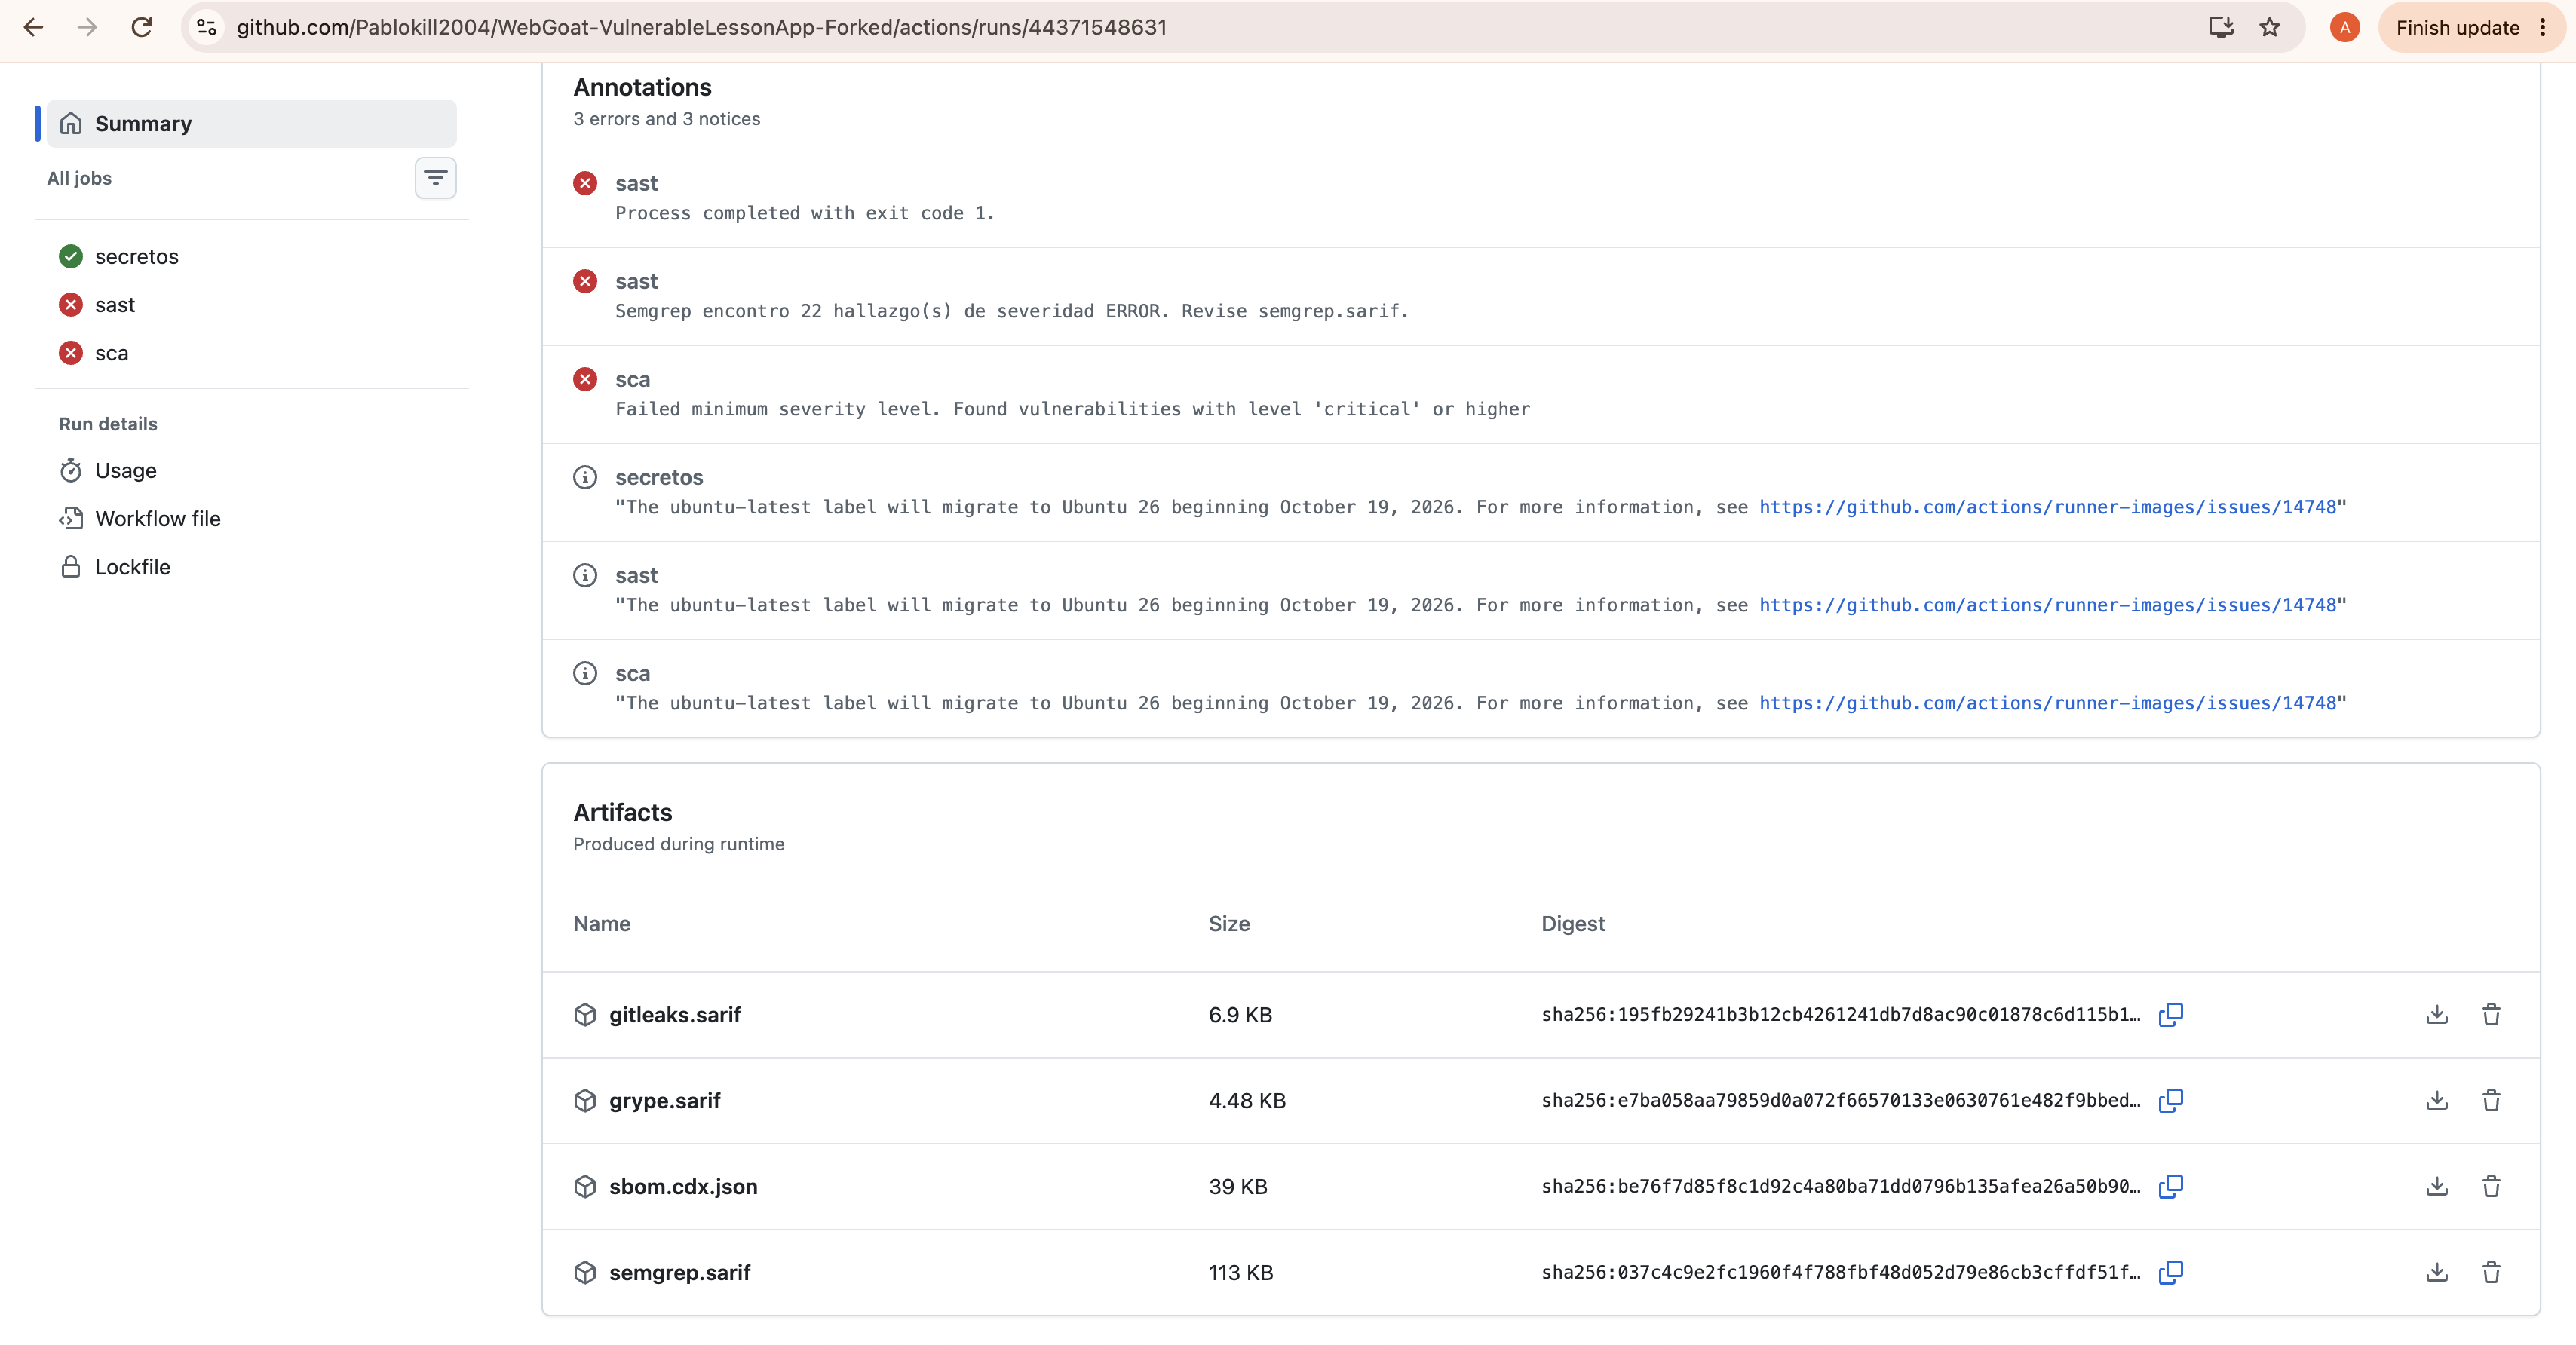 github.com/Pablokill2004/WebGoat-VulnerableLessonApp-Forked/actions/runs/44371548631
A
Finish update
Summary
All jobs
secretos
sast
sca
Run details
Usage
Workflow file
Lockfile
Annotations
3 errors and 3 notices
sast
Process completed with exit code 1.
sast
Semgrep encontro 22 hallazgo(s) de severidad ERROR. Revise semgrep.sarif.
sca
Failed minimum severity level. Found vulnerabilities with level 'critical' or higher
secretos
"The ubuntu-latest label will migrate to Ubuntu 26 beginning October 19, 2026. For more information, see https://github.com/actions/runner-images/issues/14748"
sast
"The ubuntu-latest label will migrate to Ubuntu 26 beginning October 19, 2026. For more information, see https://github.com/actions/runner-images/issues/14748"
sca
"The ubuntu-latest label will migrate to Ubuntu 26 beginning October 19, 2026. For more information, see https://github.com/actions/runner-images/issues/14748"
Artifacts
Produced during runtime
Name Size Digest
gitleaks.sarif 6.9 KB sha256:195fb29241b3b12cb4261241db7d8ac90c01878c6d115b1…
grype.sarif 4.48 KB sha256:e7ba058aa79859d0a072f66570133e0630761e482f9bbed…
sbom.cdx.json 39 KB sha256:be76f7d85f8c1d92c4a80ba71dd0796b135afea26a50b90…
semgrep.sarif 113 KB sha256:037c4c9e2fc1960f4f788fbf48d052d79e86cb3cffdf51f…